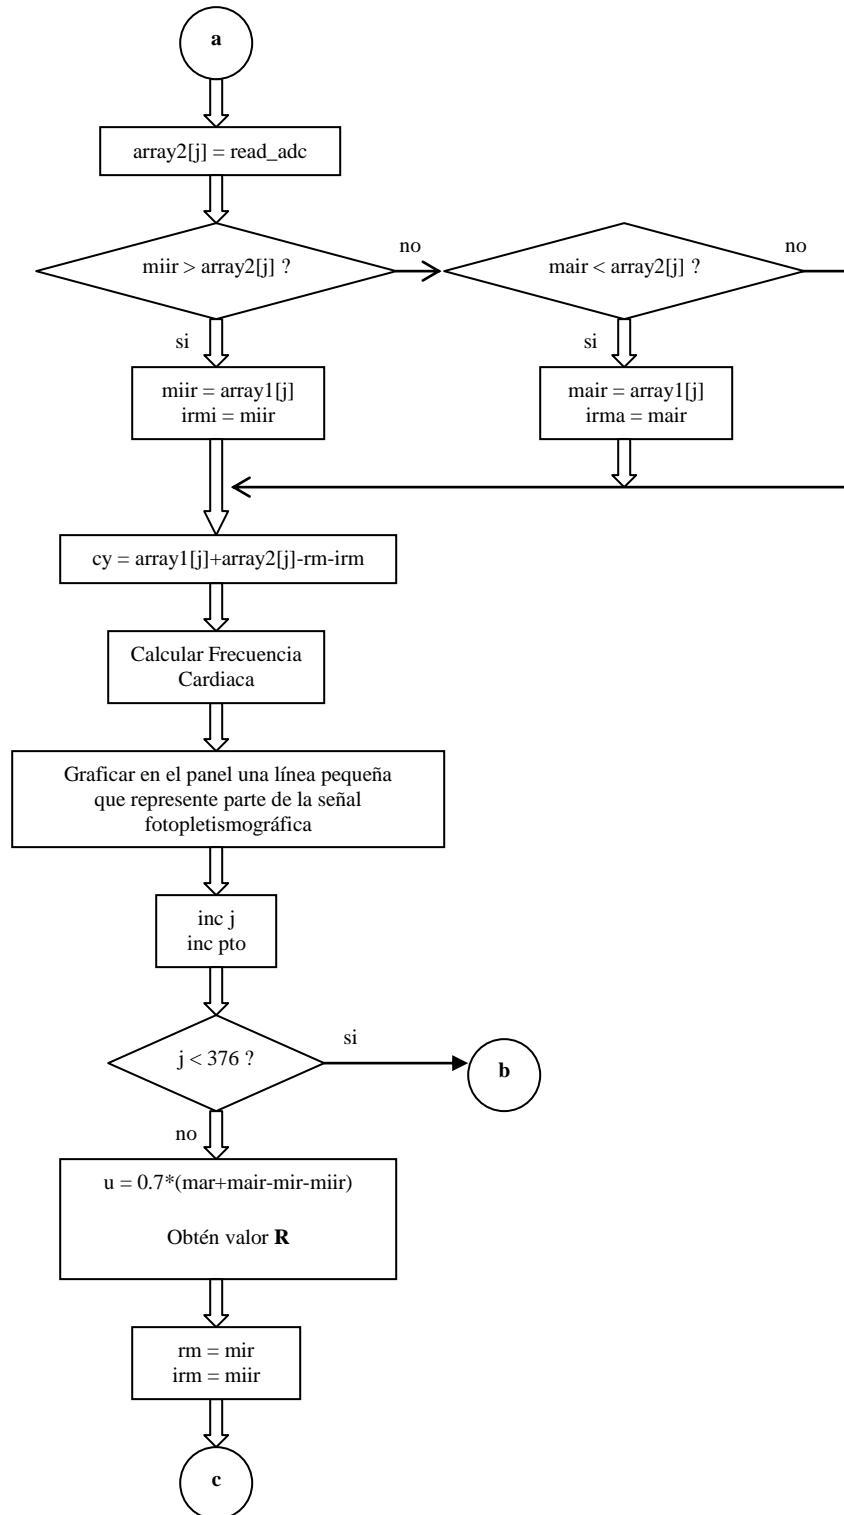 a
array2[j] = read_adc
miir > array2[j] ?
no
mair < array2[j] ?
no
si
si
miir = array1[j]
irmi = miir
mair = array1[j]
irma = mair
cy = array1[j]+array2[j]-rm-irm
Calcular Frecuencia
Cardiaca
Graficar en el panel una línea pequeña
que represente parte de la señal
fotopletismográfica
inc j
inc pto
j < 376 ?
si
b
no
u = 0.7*(mar+mair-mir-miir)
Obtén valor R
rm = mir
irm = miir
c